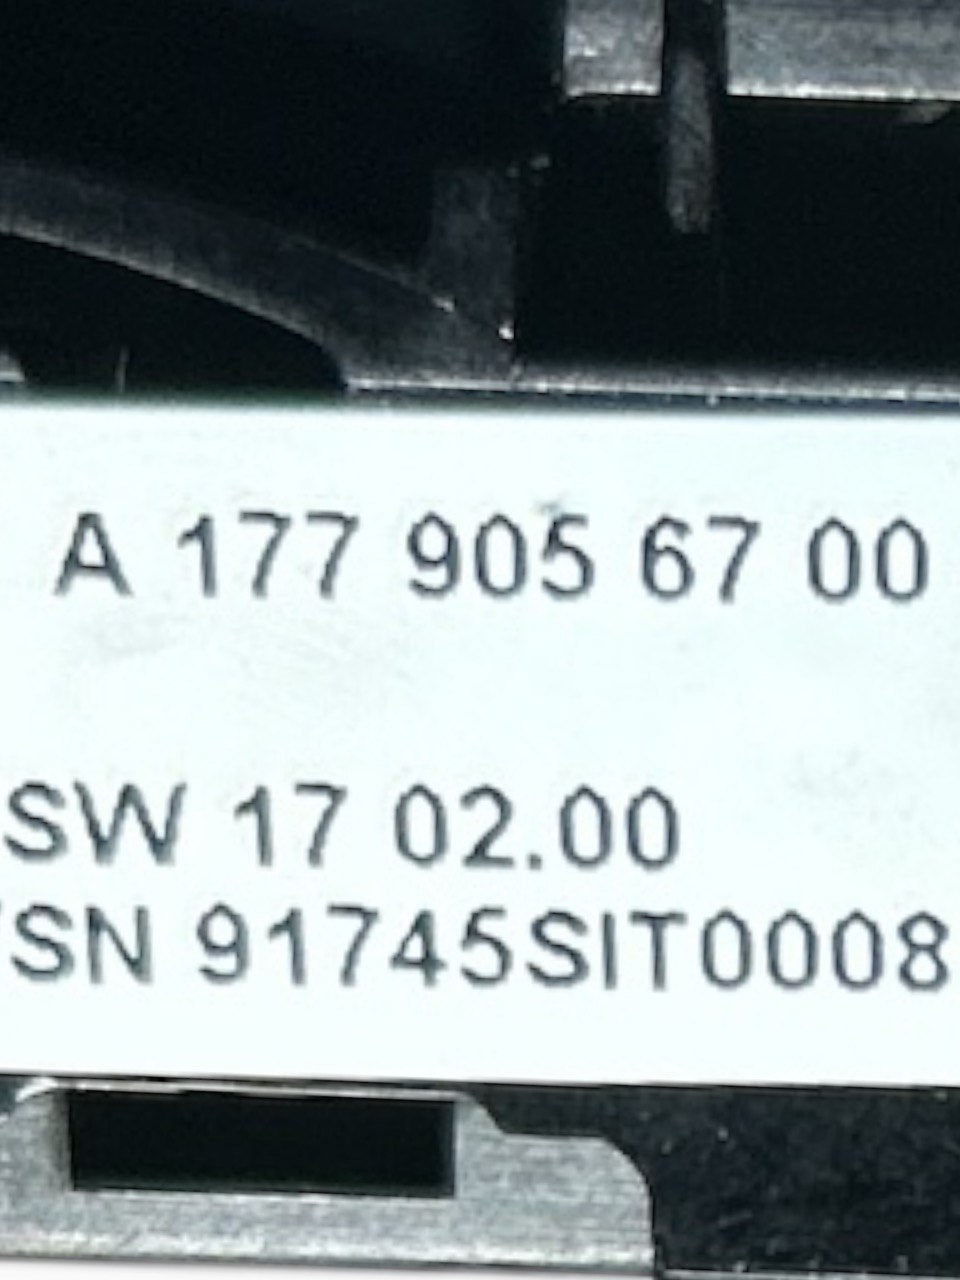 A 177 905 67 00
SW 17 02.00
SN 91745SIT0008